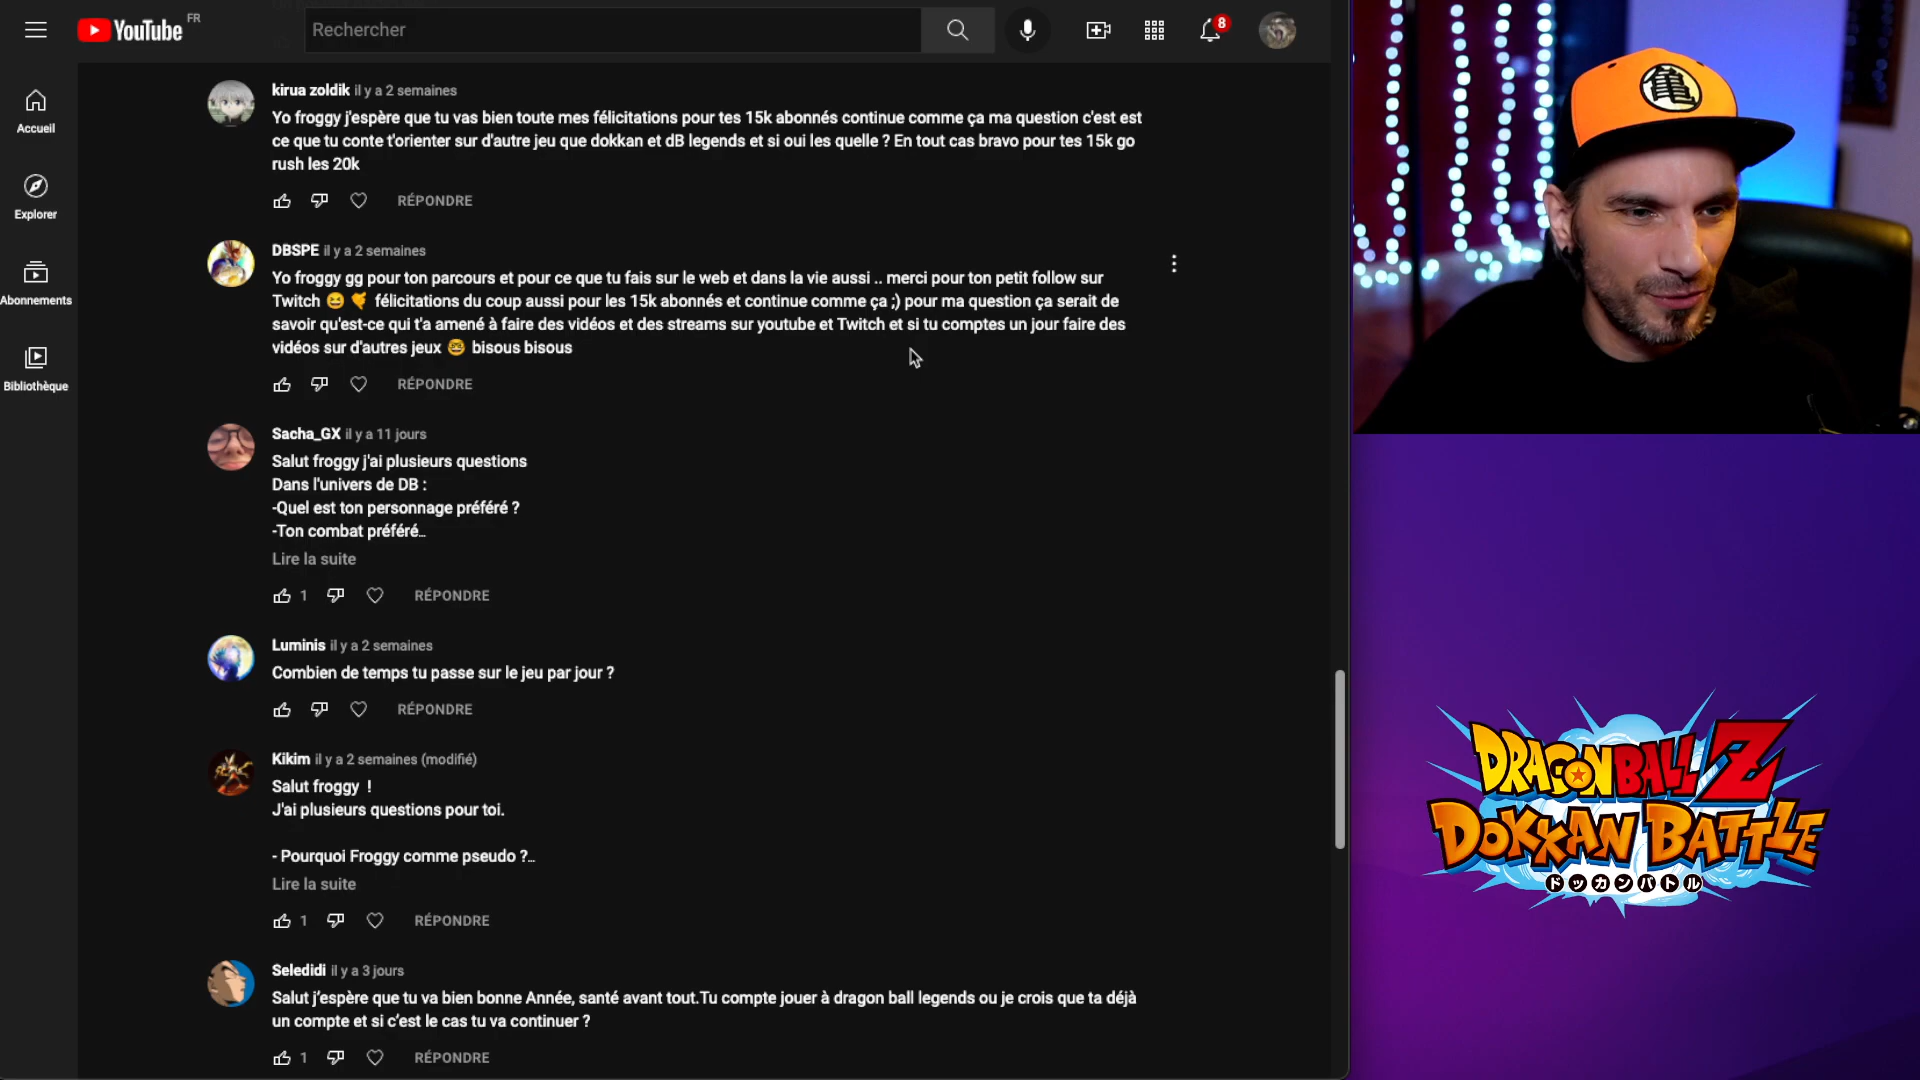 YouTube FR
Rechercher
8
Accueil
Explorer
Abonnements
Bibliothèque
kirua zoldik il y a 2 semaines
Yo froggy j'espère que tu vas bien toute mes félicitations pour tes 15k abonnés continue comme ça ma question c'est est
ce que tu conte t'orienter sur d'autre jeu que dokkan et dB legends et si oui les quelle ? En tout cas bravo pour tes 15k go
rush les 20k
RÉPONDRE
DBSPE il y a 2 semaines
Yo froggy gg pour ton parcours et pour ce que tu fais sur le web et dans la vie aussi .. merci pour ton petit follow sur
Twitch 😆 🤙 félicitations du coup aussi pour les 15k abonnés et continue comme ça ;) pour ma question ça serait de
savoir qu'est-ce qui t'a amené à faire des vidéos et des streams sur youtube et Twitch et si tu comptes un jour faire des
vidéos sur d'autres jeux 🤓 bisous bisous
RÉPONDRE
Sacha_GX il y a 11 jours
Salut froggy j'ai plusieurs questions
Dans l'univers de DB :
-Quel est ton personnage préféré ?
-Ton combat préféré...
Lire la suite
1 RÉPONDRE
Luminis il y a 2 semaines
Combien de temps tu passe sur le jeu par jour ?
RÉPONDRE
Kikim il y a 2 semaines (modifié)
Salut froggy !
J'ai plusieurs questions pour toi.
- Pourquoi Froggy comme pseudo ?...
Lire la suite
1 RÉPONDRE
Seledidi il y a 3 jours
Salut j’espère que tu va bien bonne Année, santé avant tout.Tu compte jouer à dragon ball legends ou je crois que ta déjà
un compte et si c’est le cas tu va continuer ?
1 RÉPONDRE
亀
DRAGONBALL Z
DOKKAN BATTLE
ドッカンバトル